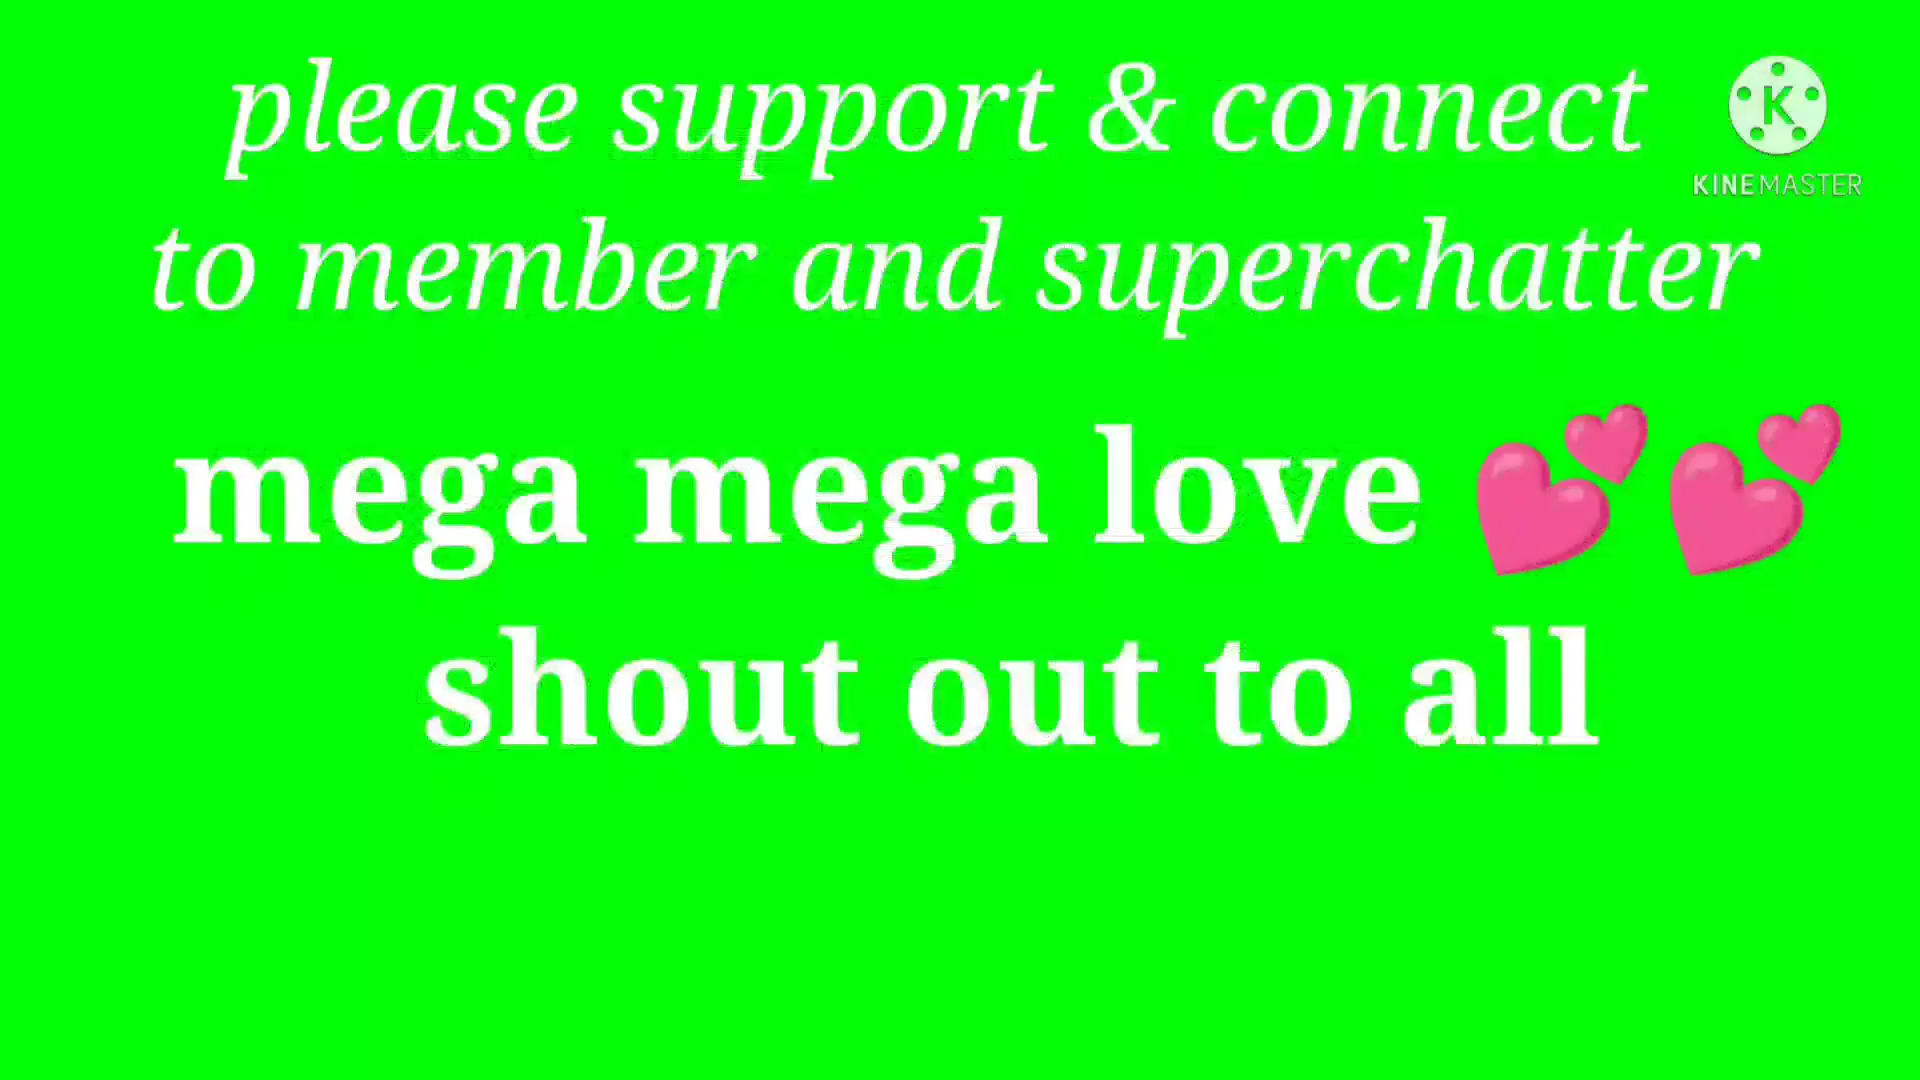 please support & connect
K
KINEMASTER
to member and superchatter
mega mega love 💕💕
shout out to all